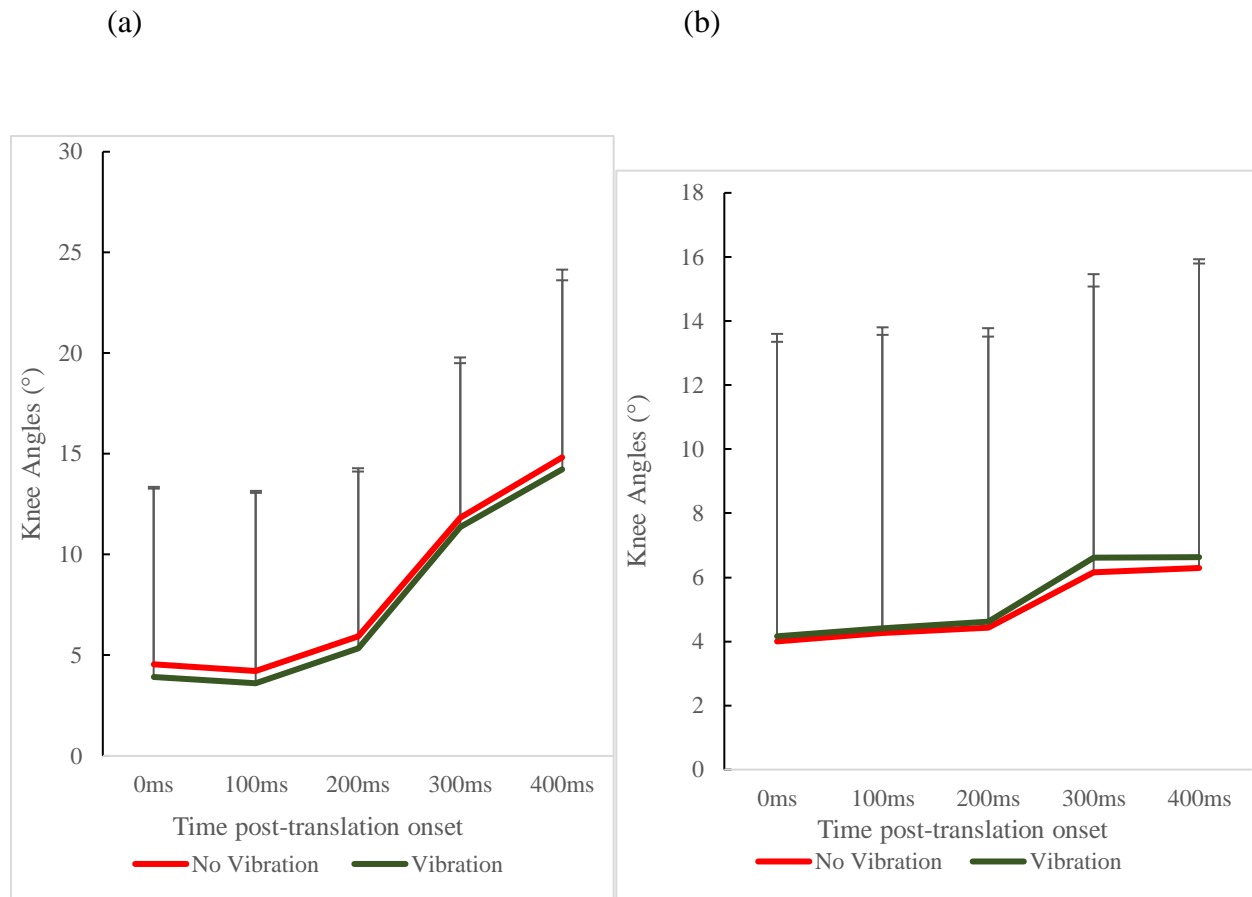 (a)
(b)
Knee Angles (°)
30
25
20
15
10
5
0
0ms 100ms 200ms 300ms 400ms
Time post-translation onset
No Vibration Vibration
Knee Angles (°)
18
16
14
12
10
8
6
4
2
0
0ms 100ms 200ms 300ms 400ms
Time post-translation onset
No Vibration Vibration